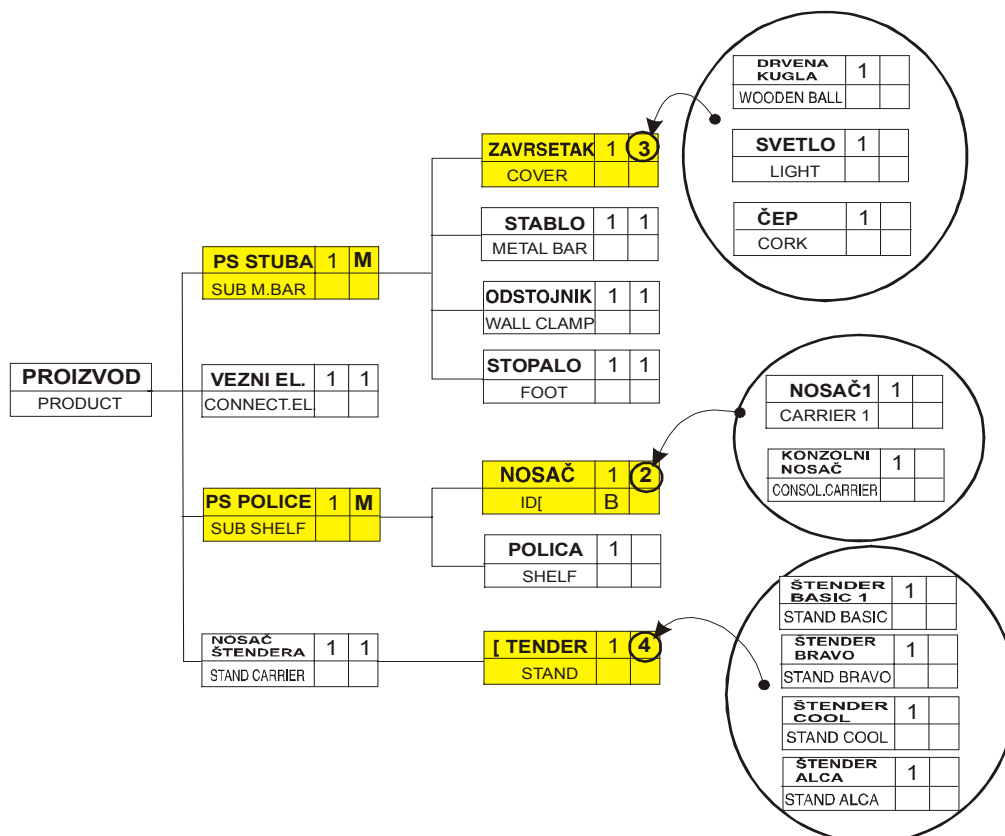 PROIZVOD
PRODUCT
PS STUBA 1 M
SUB M.BAR
VEZNI EL. 1 1
CONNECT.EL.
PS POLICE 1 M
SUB SHELF
NOSAČ
ŠTENDERA 1 1
STAND CARRIER
ZAVRSETAK 1 3
COVER
STABLO 1 1
METAL BAR
ODSTOJNIK 1 1
WALL CLAMP
STOPALO 1 1
FOOT
NOSAČ 1 2
ID[ B
POLICA 1
SHELF
[ TENDER 1 4
STAND
DRVENA
KUGLA 1
WOODEN BALL
SVETLO 1
LIGHT
ČEP 1
CORK
NOSAČ1 1
CARRIER 1
KONZOLNI
NOSAČ 1
CONSOL.CARRIER
ŠTENDER
BASIC 1 1
STAND BASIC
ŠTENDER
BRAVO 1
STAND BRAVO
ŠTENDER
COOL 1
STAND COOL
ŠTENDER
ALCA 1
STAND ALCA